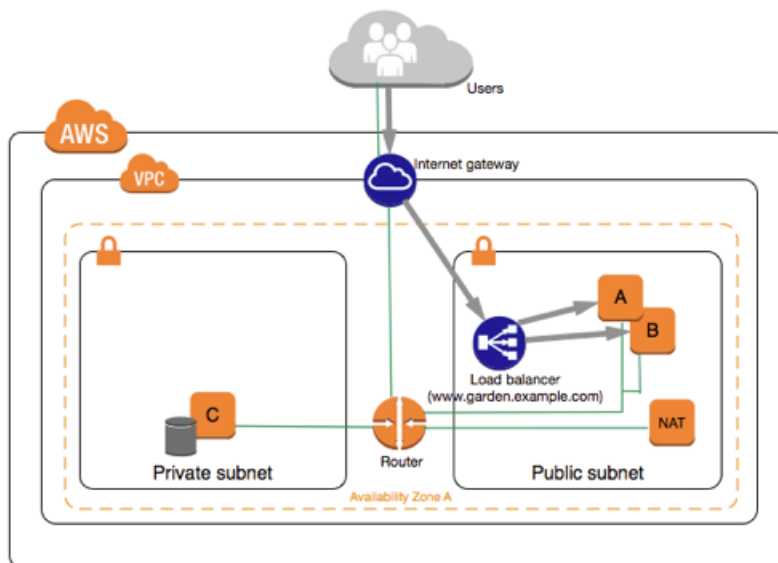 Users
AWS
Internet gateway
VPC
A
B
Load balancer
(www.garden.example.com)
C
NAT
Router
Private subnet
Public subnet
Availability Zone A